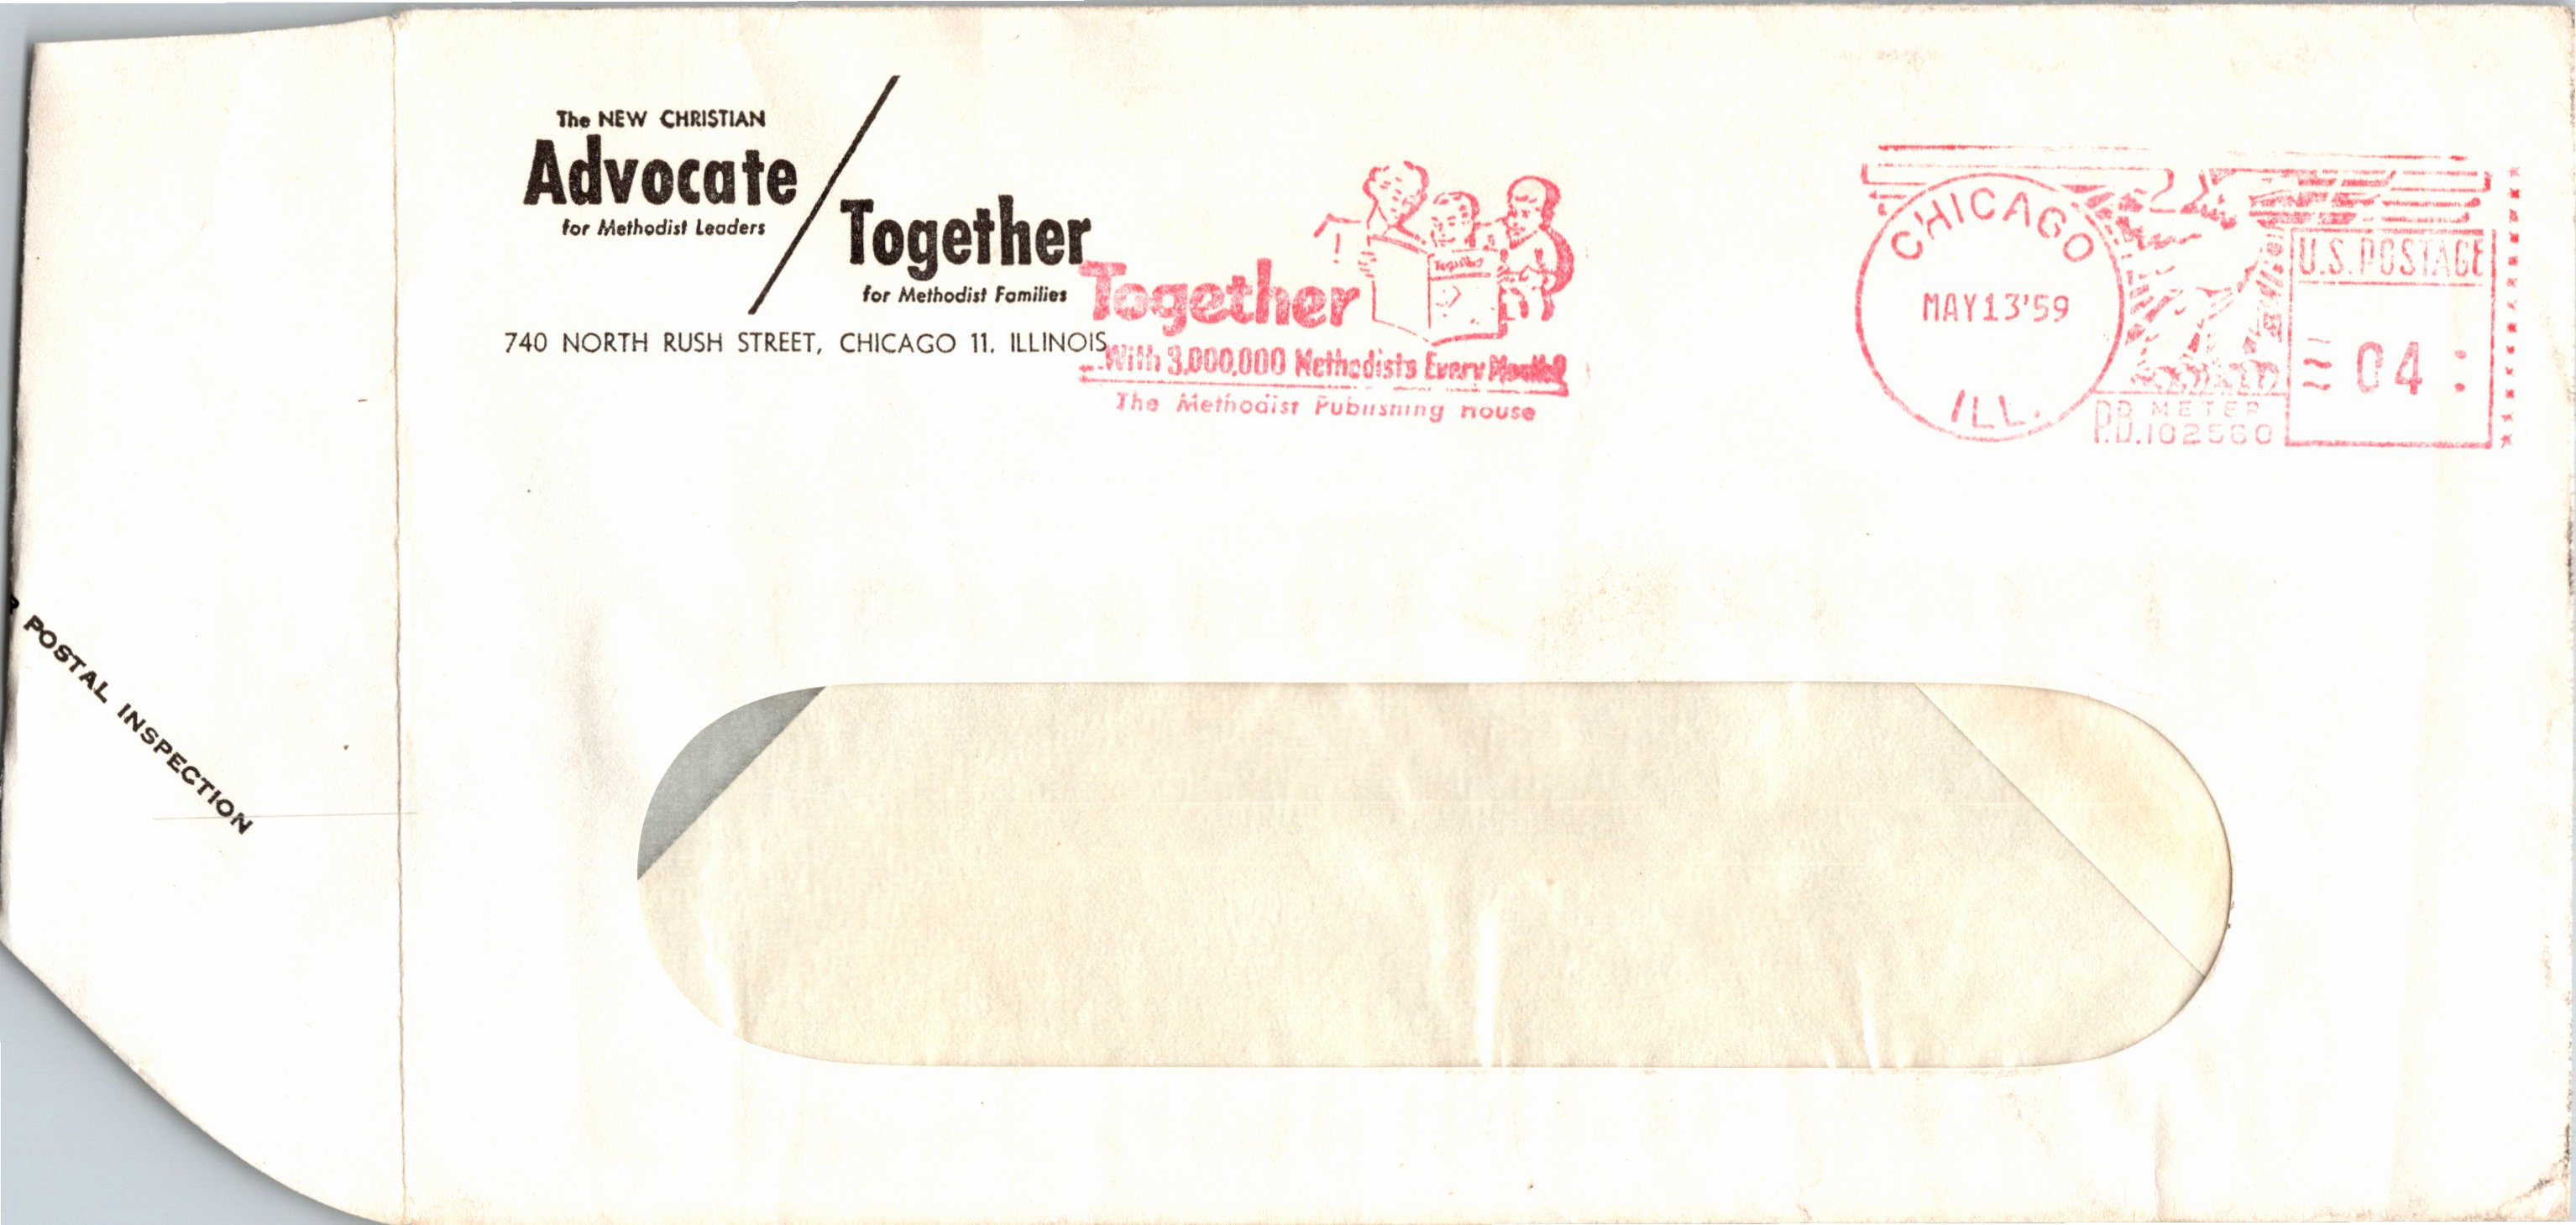 The NEW CHRISTIAN
Advocate
for Methodist Leaders
Together
for Methodist Families
740 NORTH RUSH STREET, CHICAGO 11, ILLINOIS
Together
Together
...With 3,000,000 Methodists Every Month!
The Methodist Publishing House
CHICAGO
MAY 13 '59
ILL.
U.S. POSTAGE
04
P.B. METER
102560
POSTAL INSPECTION